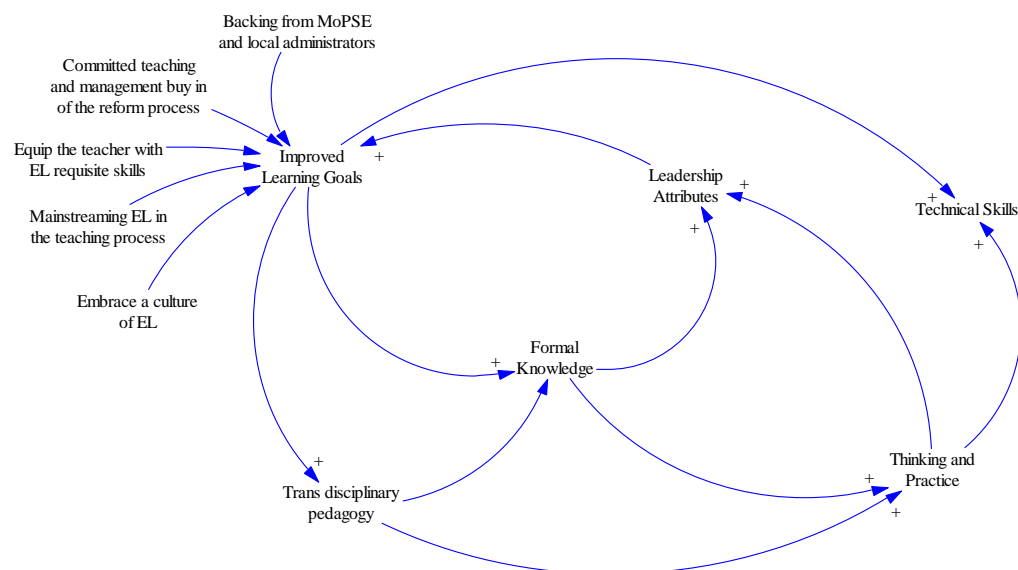 Backing from MoPSE
and local administrators
Committed teaching
and management buy in
of the reform process
Equip the teacher with
EL requisite skills
Mainstreaming EL in
the teaching process
Embrace a culture
of EL
Improved
Learning Goals
+
Leadership
Attributes
+
+
Technical Skills
+
+
Formal
Knowledge
+
Trans disciplinary
pedagogy
+
Thinking and
Practice
+
+